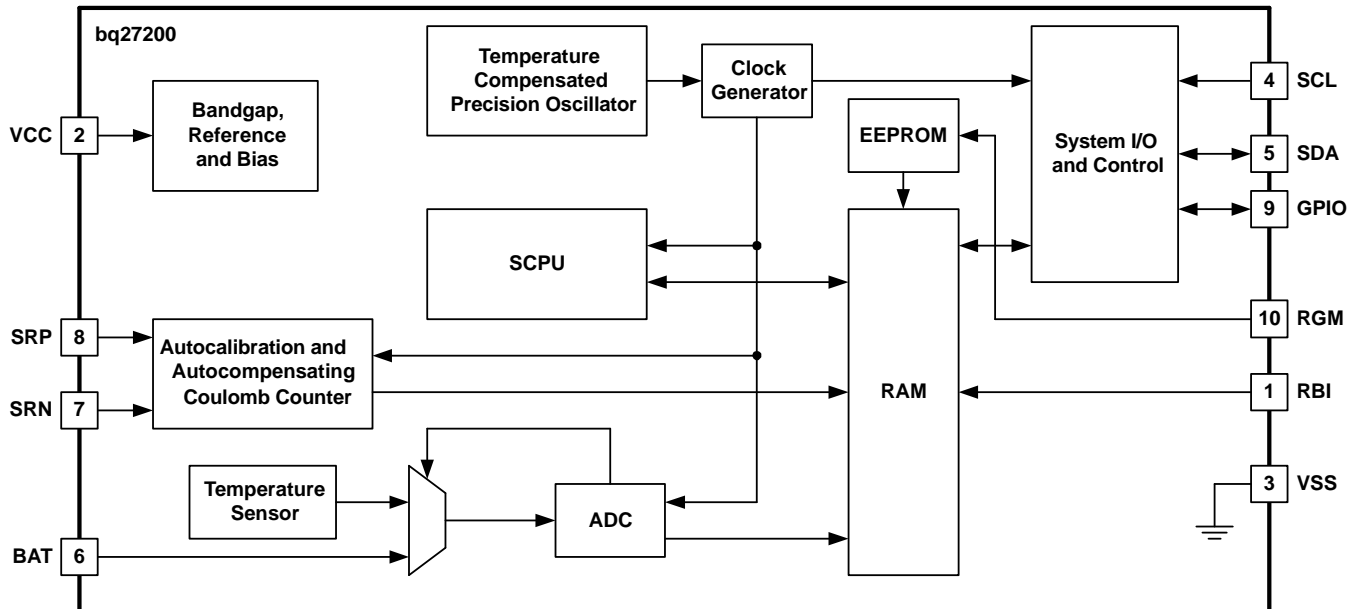 bq27200
Temperature
Compensated
Precision Oscillator
Clock
Generator
Bandgap,
Reference
and Bias
VCC
2
EEPROM
System I/O
and Control
4
SCL
5
SDA
9
GPIO
SCPU
SRP
8
Autocalibration and
Autocompensating
Coulomb Counter
SRN
7
RAM
10
RGM
1
RBI
Temperature
Sensor
ADC
3
VSS
BAT
6